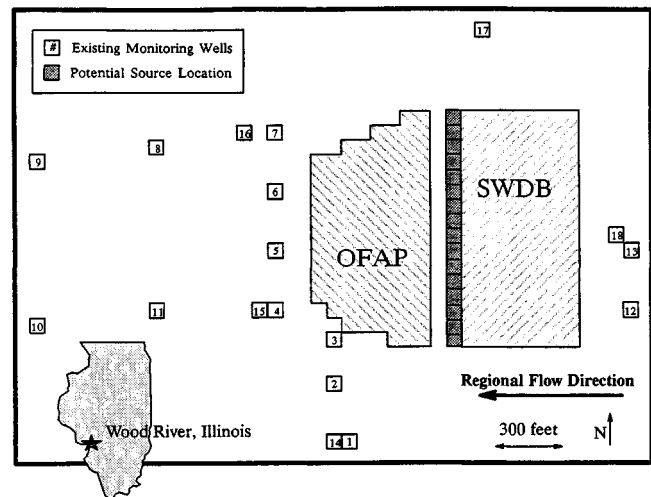 17
# Existing Monitoring Wells
Potential Source Location
16 7
8
9
6
SWDB
18
5
13
OFAP
11
15 4
12
10
3
Regional Flow Direction
2
Wood River, Illinois
300 feet
N
14 1